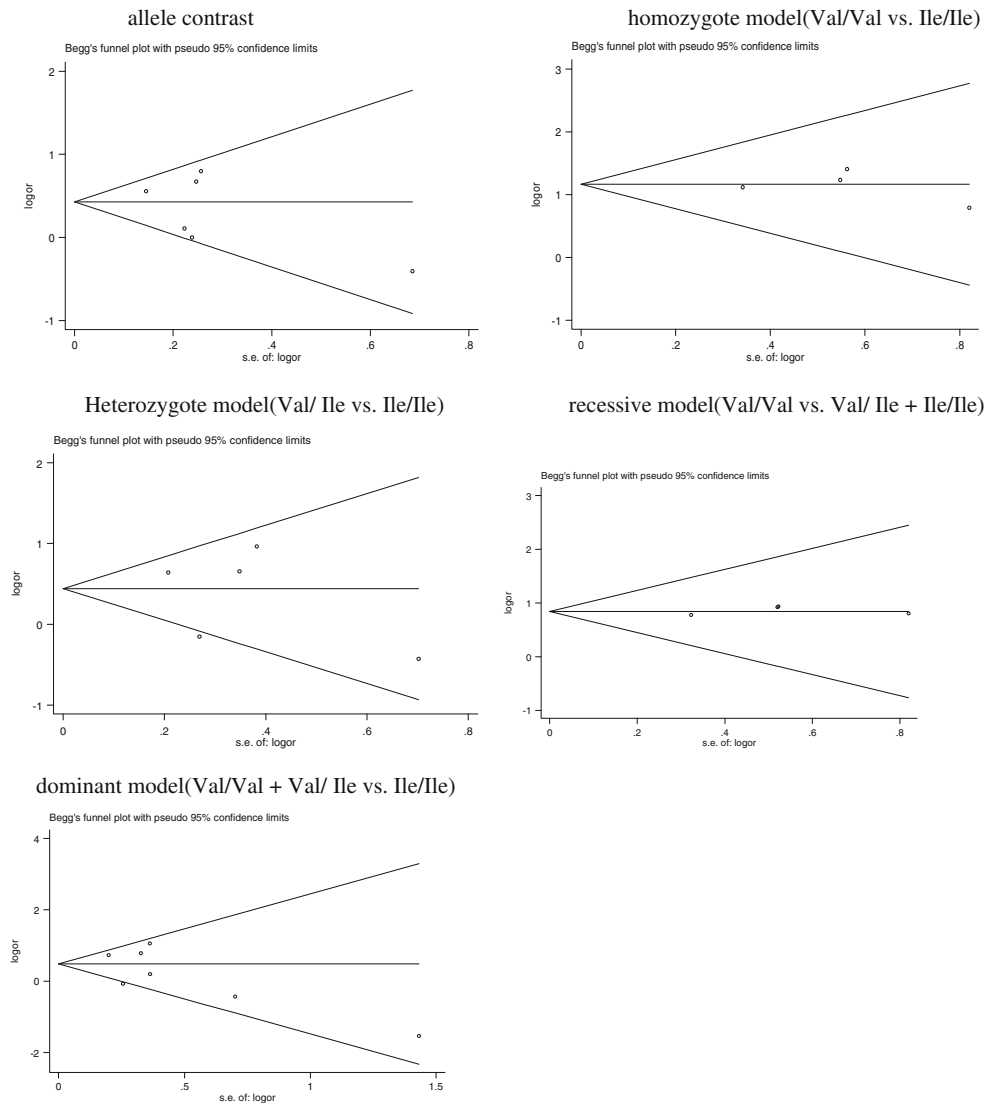 allele contrast
Begg's funnel plot with pseudo 95% confidence limits
2
1
0
-1
logor
0 .2 .4 .6 .8
s.e. of: logor
homozygote model(Val/Val vs. Ile/Ile)
Begg's funnel plot with pseudo 95% confidence limits
3
2
1
0
-1
logor
0 .2 .4 .6 .8
s.e. of: logor
Heterozygote model(Val/ Ile vs. Ile/Ile)
Begg's funnel plot with pseudo 95% confidence limits
2
1
0
-1
logor
0 .2 .4 .6 .8
s.e. of: logor
recessive model(Val/Val vs. Val/ Ile + Ile/Ile)
Begg's funnel plot with pseudo 95% confidence limits
3
2
1
0
-1
logor
0 .2 .4 .6 .8
s.e. of: logor
dominant model(Val/Val + Val/ Ile vs. Ile/Ile)
Begg's funnel plot with pseudo 95% confidence limits
4
2
0
-2
logor
0 .5 1 1.5
s.e. of: logor